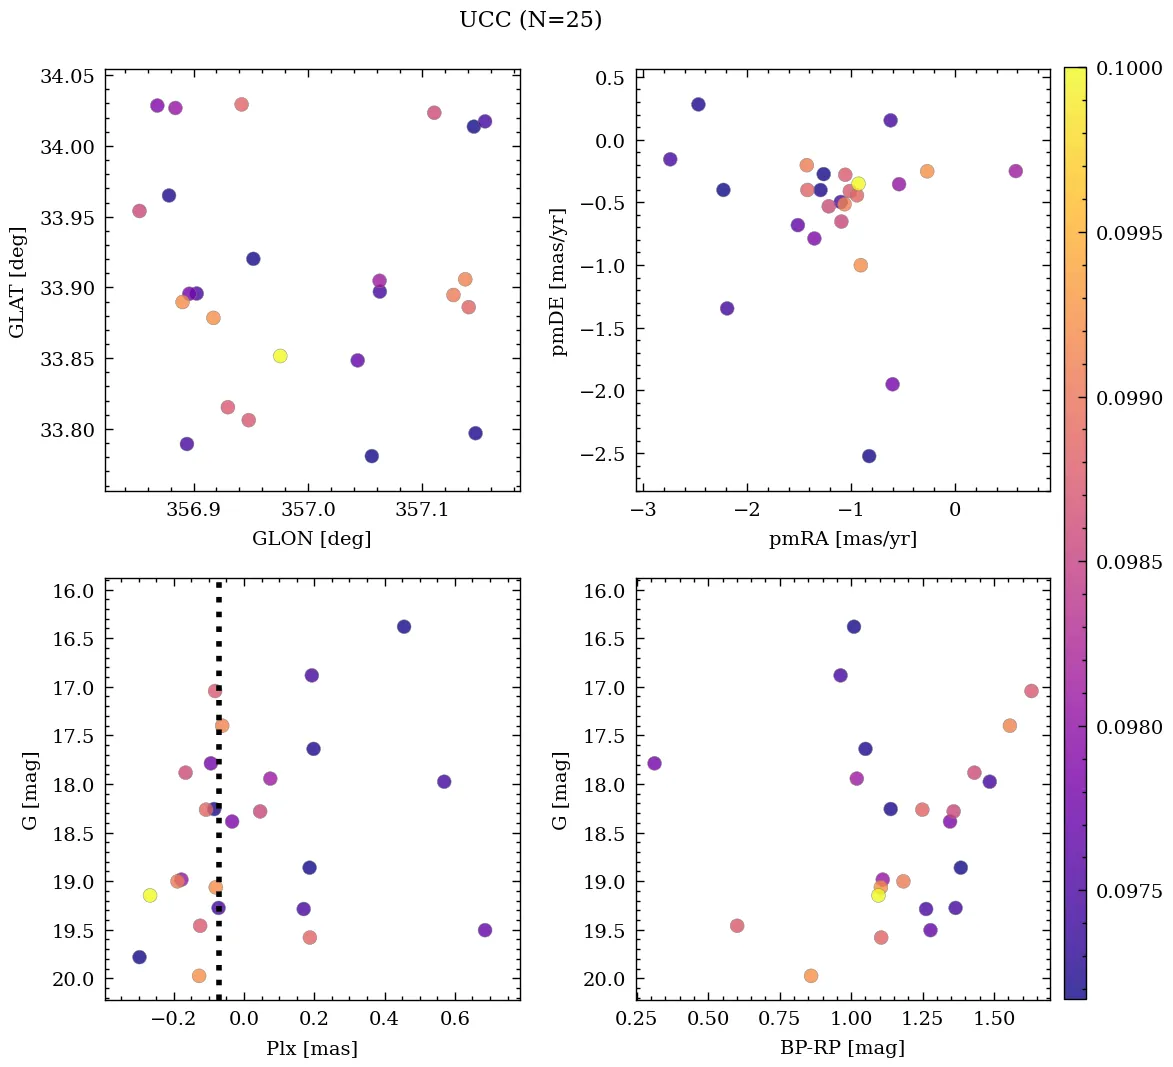 UCC (N=25)
34.05
34.00
33.95
33.90
33.85
33.80
GLAT [deg]
356.9 357.0 357.1
GLON [deg]
0.5
0.0
−0.5
−1.0
−1.5
−2.0
−2.5
pmDE [mas/yr]
−3 −2 −1 0
pmRA [mas/yr]
16.0
16.5
17.0
17.5
18.0
18.5
19.0
19.5
20.0
G [mag]
−0.2 0.0 0.2 0.4 0.6
Plx [mas]
16.0
16.5
17.0
17.5
18.0
18.5
19.0
19.5
20.0
G [mag]
0.25 0.50 0.75 1.00 1.25 1.50
BP-RP [mag]
0.1000
0.0995
0.0990
0.0985
0.0980
0.0975